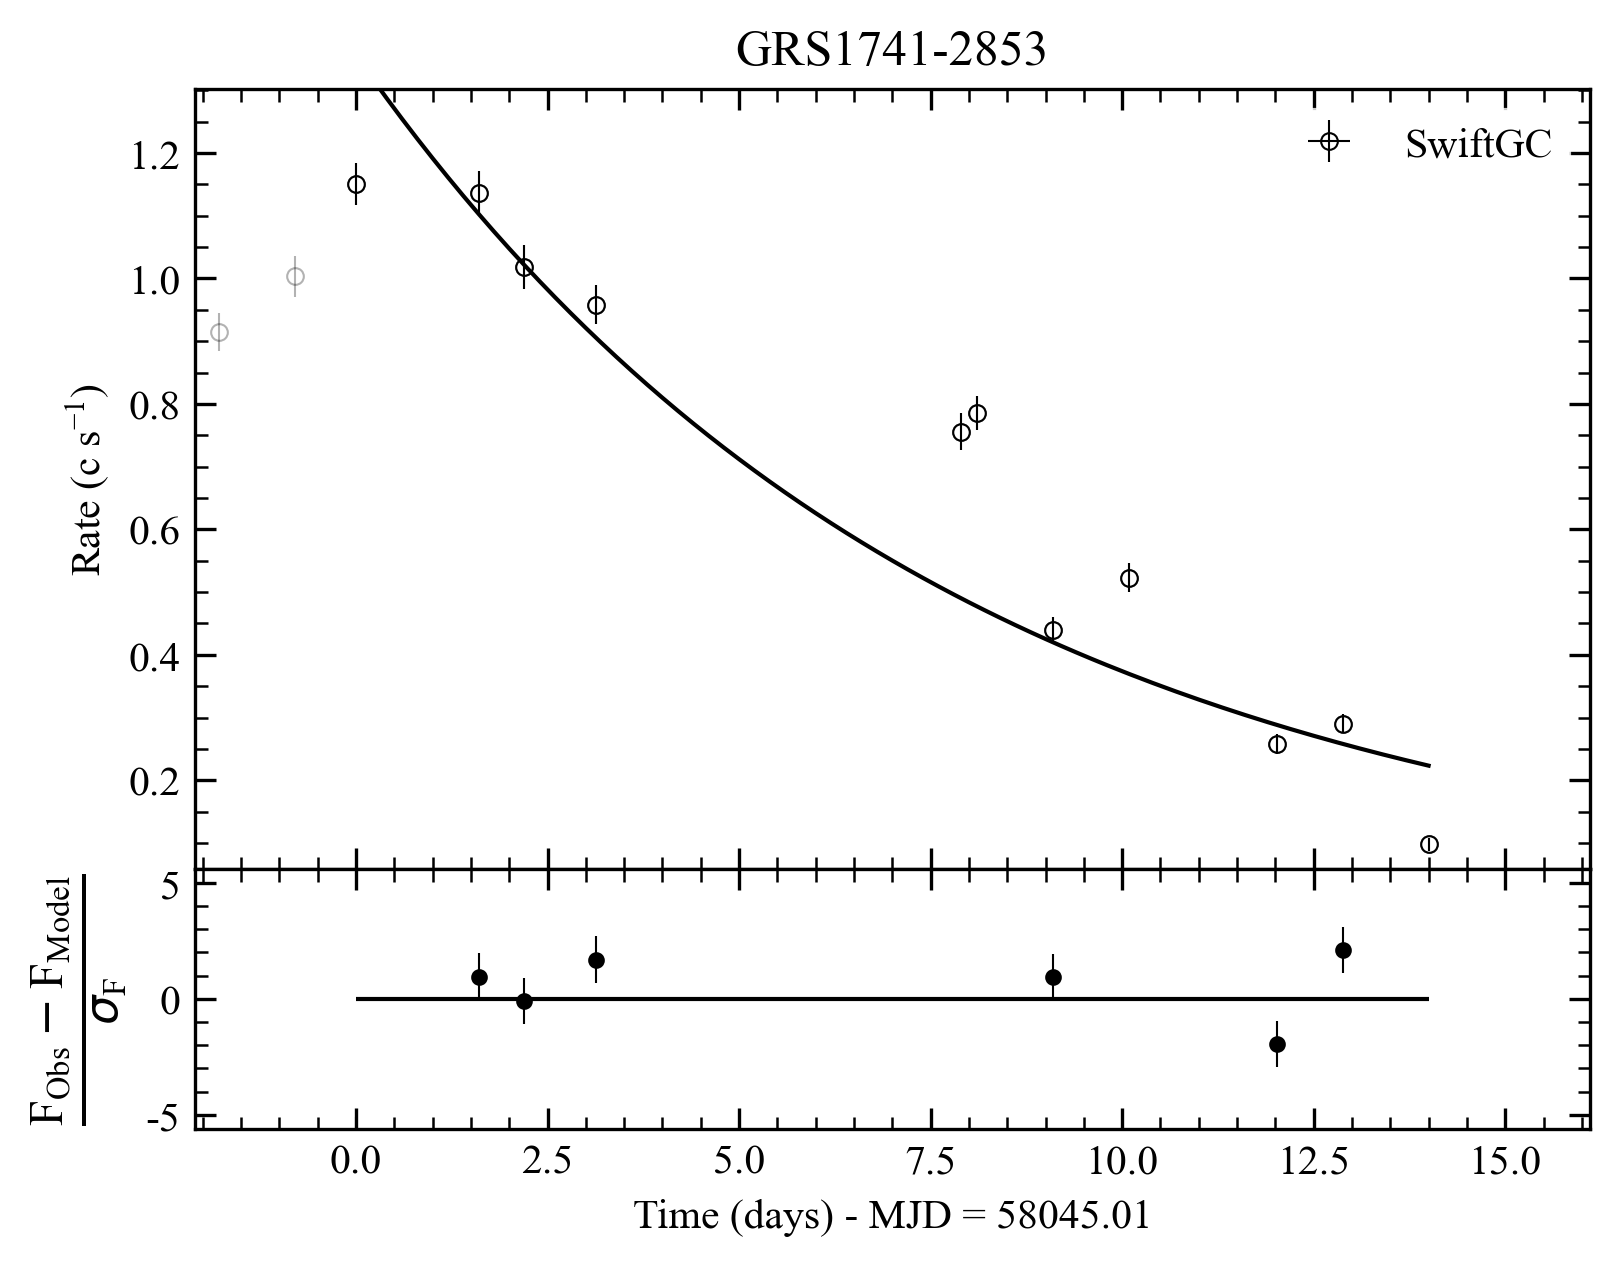 GRS1741-2853
SwiftGC
Rate (c s⁻¹)
1.2
1.0
0.8
0.6
0.4
0.2
F_Obs − F_Model
σ_F
5
0
-5
0.0 2.5 5.0 7.5 10.0 12.5 15.0
Time (days) - MJD = 58045.01